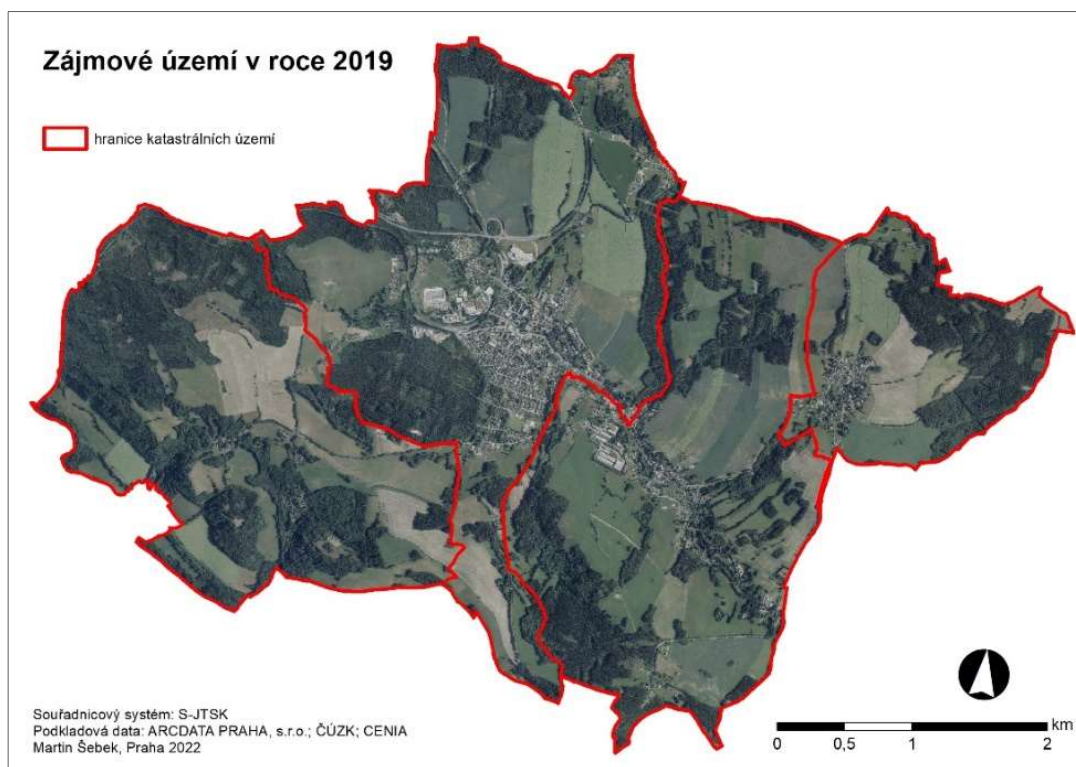 Zájmové území v roce 2019
hranice katastrálních území
Souřadnicový systém: S-JTSK
Podkladová data: ARCDATA PRAHA, s.r.o.; ČÚZK; CENIA
Martin Šebek, Praha 2022
km
0 0,5 1 2